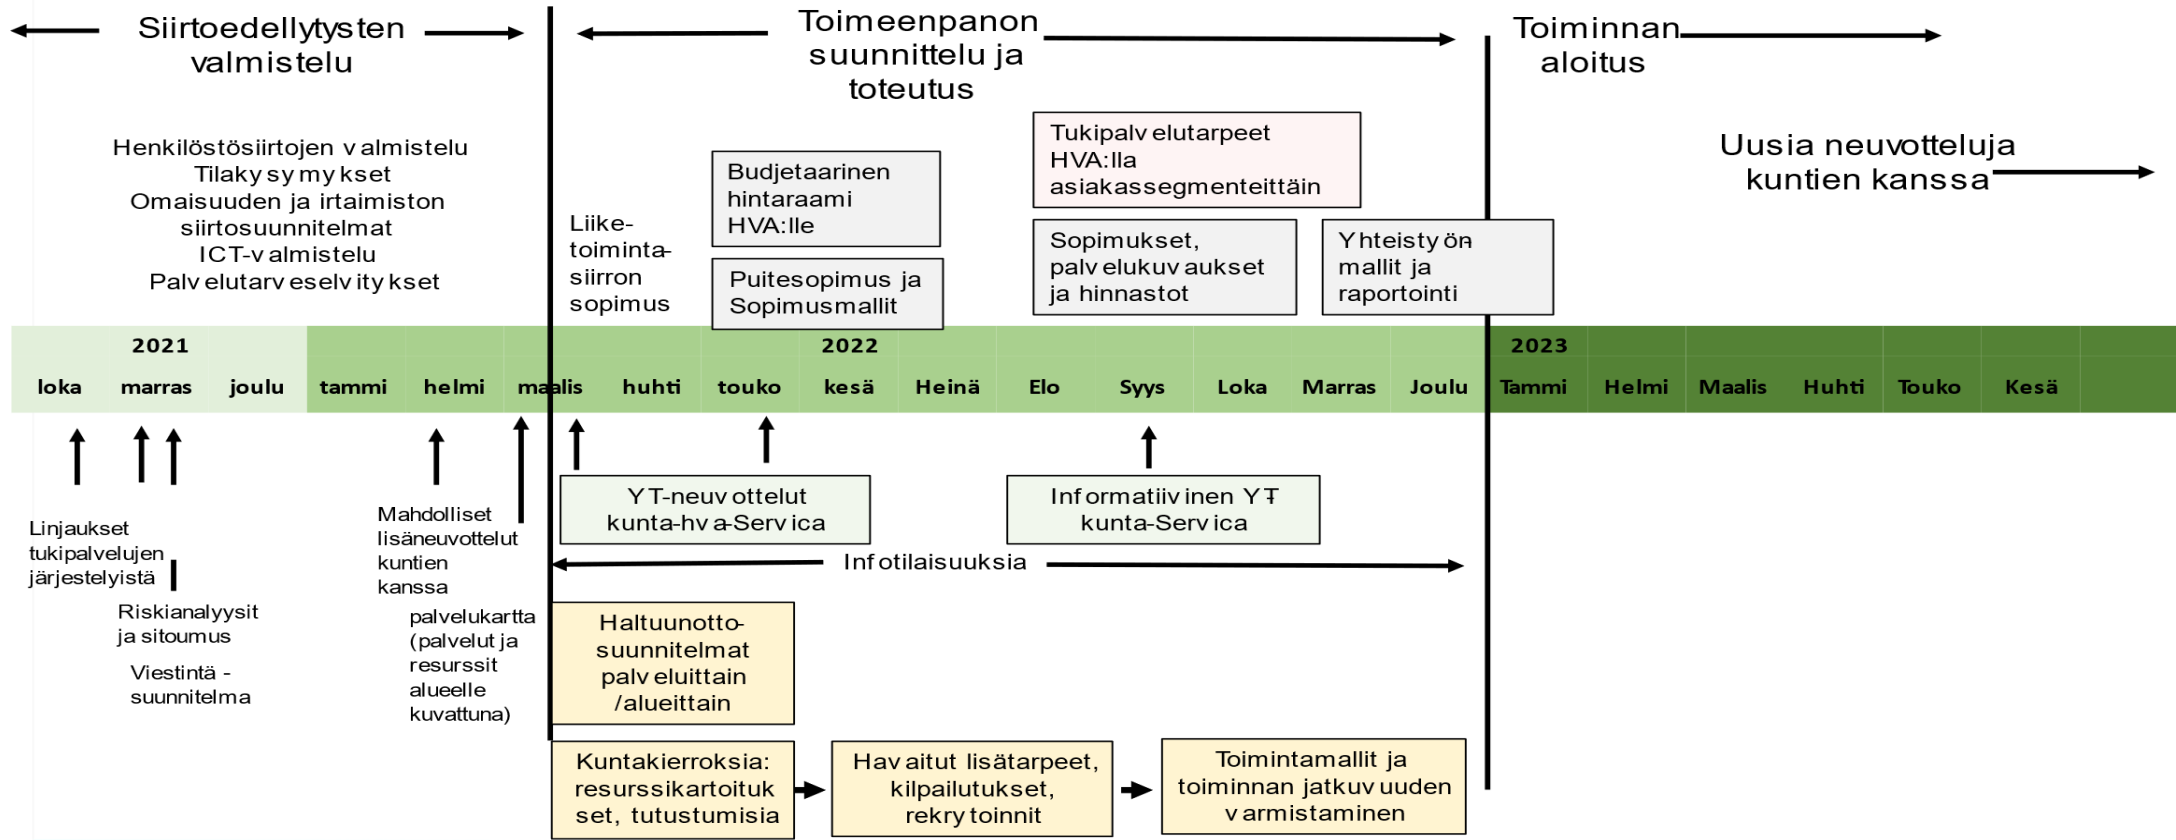 Siirtoedellytysten
valmistelu
Toimeenpanon
suunnittelu ja
toteutus
Toiminnan
aloitus
Uusia neuvotteluja
kuntien kanssa
Henkilöstösiirtojen valmistelu
Tilakysymykset
Omaisuuden ja irtaimiston
siirtosuunnitelmat
ICT-valmistelu
Palvelutarveselvitykset
Liike-
toiminta-
siirron
sopimus
Budjetaarinen
hintaraami
HVA:lle
Puitesopimus ja
Sopimusmallit
Tukipalvelutarpeet
HVA:lla
asiakassegmenteittäin
Sopimukset,
palvelukuvaukset
ja hinnastot
Yhteistyön-
mallit ja
raportointi
2021 2022 2023
loka marras joulu tammi helmi maalis huhti touko kesä Heinä Elo Syys Loka Marras Joulu Tammi Helmi Maalis Huhti Touko Kesä
Linjaukset
tukipalvelujen
järjestelyistä
Riskianalyysit
ja sitoumus
Viestintä -
suunnitelma
Mahdolliset
lisäneuvottelut
kuntien
kanssa
palvelukartta
(palvelut ja
resurssit
alueelle
kuvattuna)
YT-neuvottelut
kunta-hva-Servica
Informatiivinen YT-
kunta-Servica
Infotilaisuuksia
Haltuunotto-
suunnitelmat
palveluittain
/alueittain
Kuntakierroksia:
resurssikartoituk
set, tutustumisia
Havaitut lisätarpeet,
kilpailutukset,
rekrytoinnit
Toimintamallit ja
toiminnan jatkuvuuden
varmistaminen